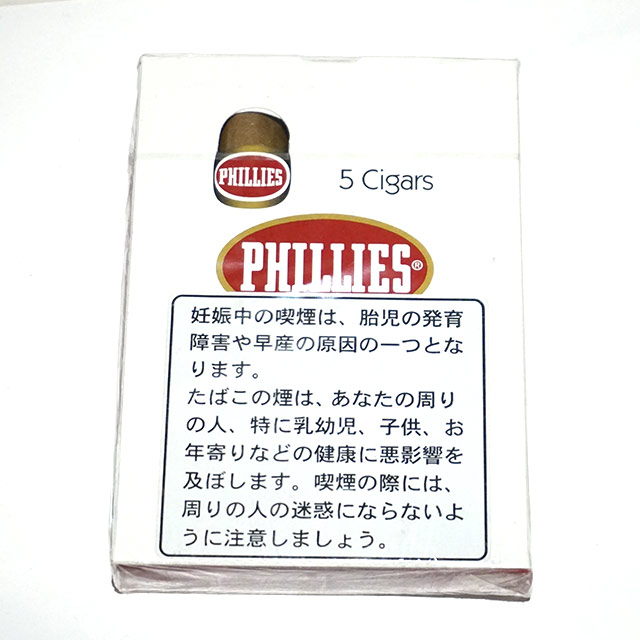 PHILLIES
5 Cigars
PHILLIES®
妊娠中の喫煙は、胎児の発育
障害や早産の原因の一つとな
ります。
たばこの煙は、あなたの周り
の人、特に乳幼児、子供、お
年寄りなどの健康に悪影響を
及ぼします。喫煙の際には、
周りの人の迷惑にならないよ
うに注意しましょう。